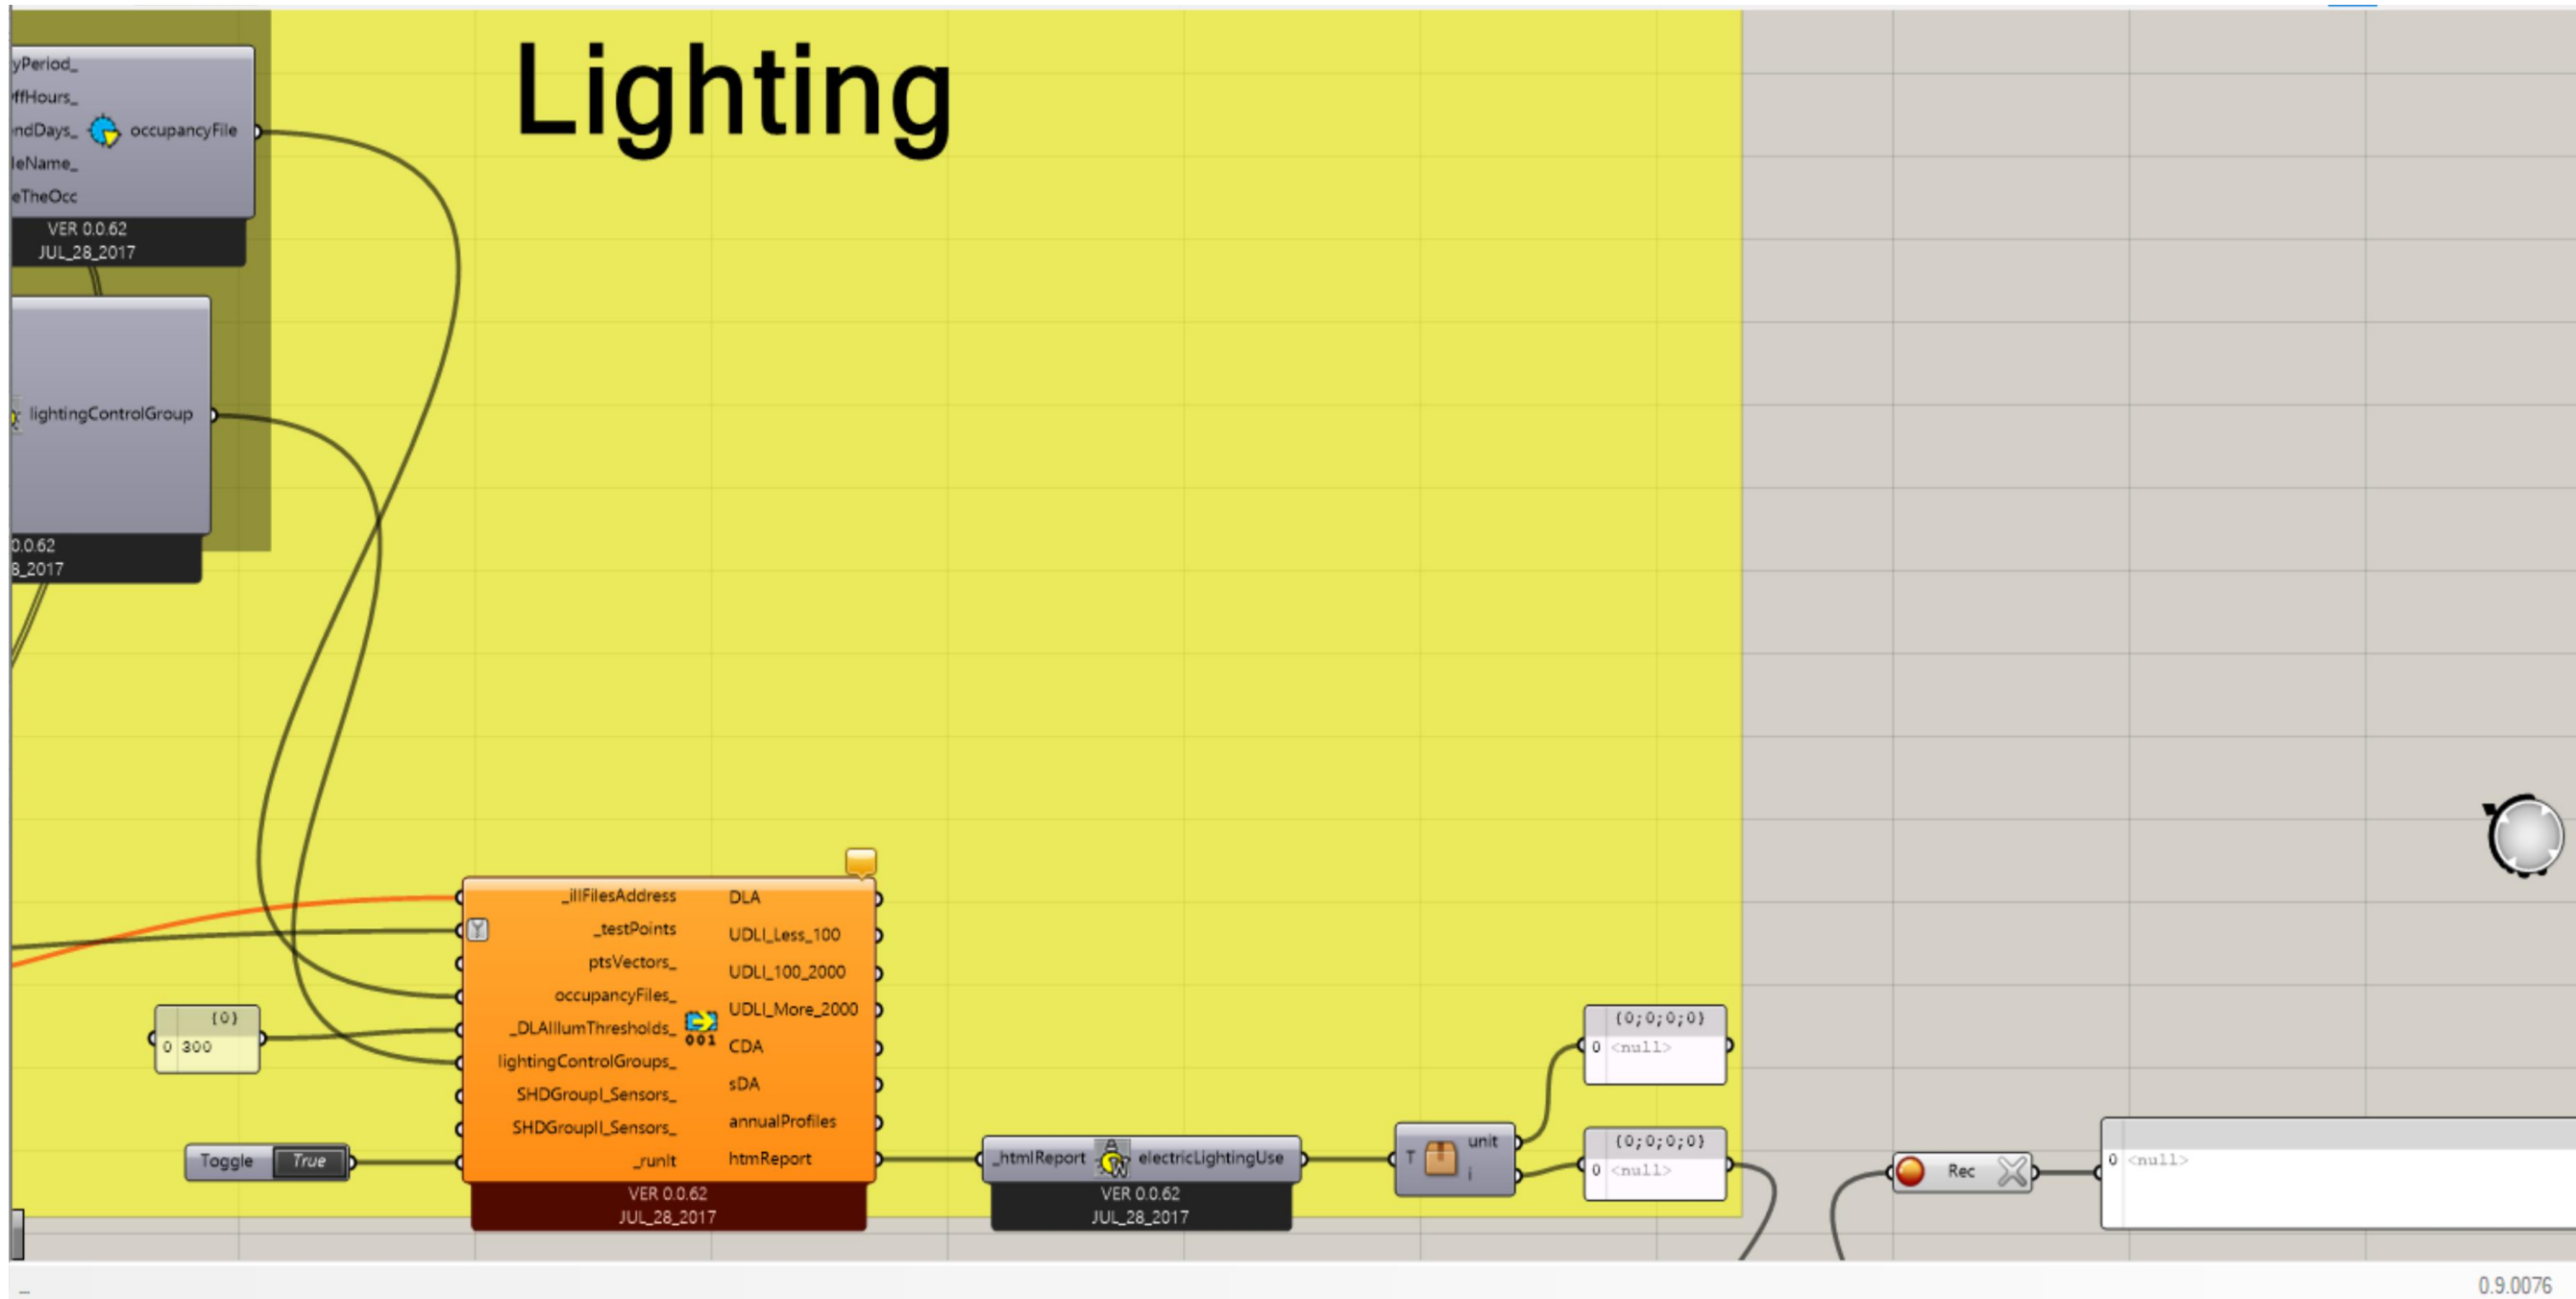 Lighting
yPeriod_
ffHours_
ndDays_
leName_
eTheOcc
occupancyFile
VER 0.0.62
JUL_28_2017
lightingControlGroup
0.0.62
8_2017
{0}
0 300
Toggle True
_illFilesAddress
_testPoints
ptsVectors_
occupancyFiles_
_DLAIllumThresholds_
lightingControlGroups_
SHDGroupI_Sensors_
SHDGroupII_Sensors_
_runIt
001
DLA
UDLI_Less_100
UDLI_100_2000
UDLI_More_2000
CDA
sDA
annualProfiles
htmReport
VER 0.0.62
JUL_28_2017
_htmlReport electricLightingUse
VER 0.0.62
JUL_28_2017
T
unit
i
{0;0;0;0}
0 <null>
{0;0;0;0}
0 <null>
Rec
0 <null>
0.9.0076